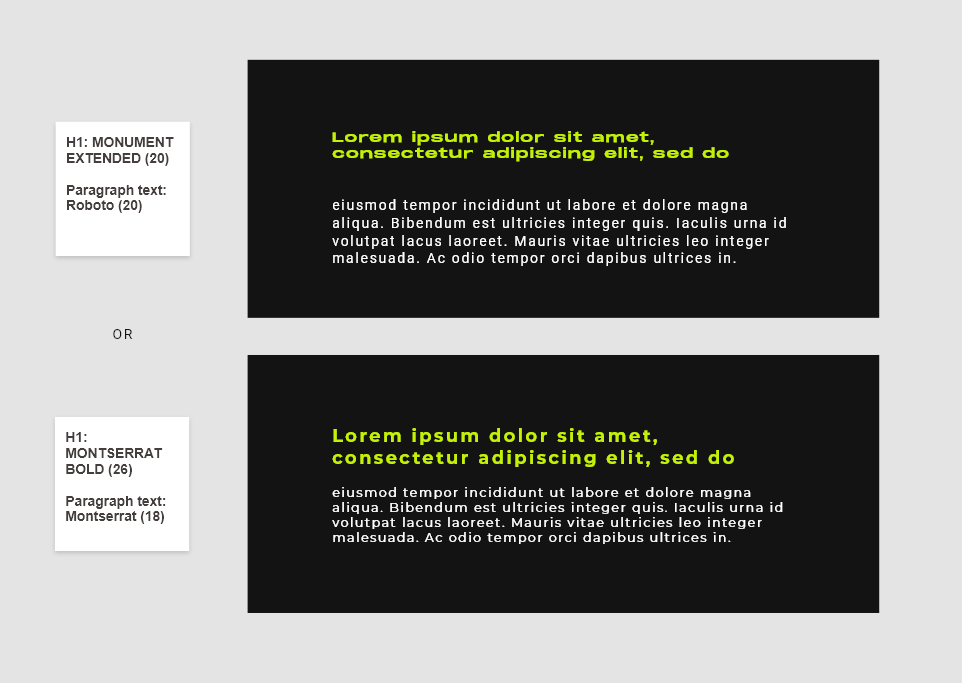 H1: MONUMENT
EXTENDED (20)
Paragraph text:
Roboto (20)
Lorem ipsum dolor sit amet,
consectetur adipiscing elit, sed do
eiusmod tempor incididunt ut labore et dolore magna
aliqua. Bibendum est ultricies integer quis. Iaculis urna id
volutpat lacus laoreet. Mauris vitae ultricies leo integer
malesuada. Ac odio tempor orci dapibus ultrices in.
OR
H1:
MONTSERRAT
BOLD (26)
Paragraph text:
Montserrat (18)
Lorem ipsum dolor sit amet,
consectetur adipiscing elit, sed do
eiusmod tempor incididunt ut labore et dolore magna
aliqua. Bibendum est ultricies integer quis. Iaculis urna id
volutpat lacus laoreet. Mauris vitae ultricies leo integer
malesuada. Ac odio tempor orci dapibus ultrices in.